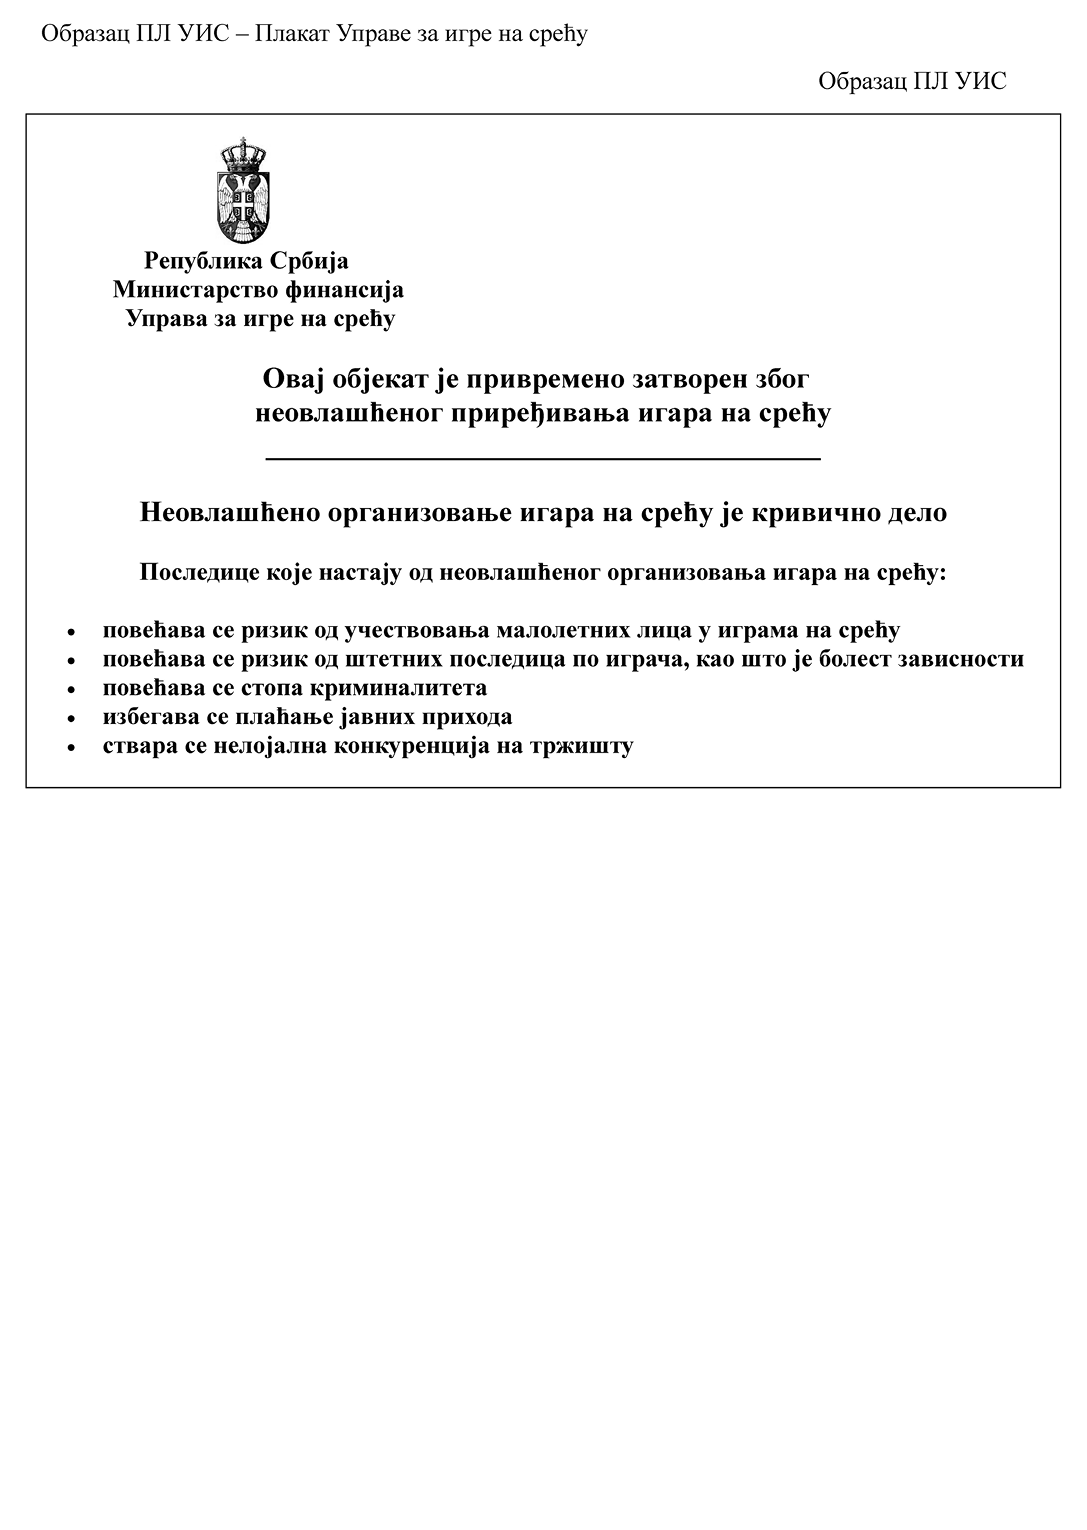 Образац ПЛ УИС – Плакат Управе за игре на срећу
Образац ПЛ УИС
Република Србија
Министарство финансија
Управа за игре на срећу
Овај објекат је привремено затворен због
неовлашћеног приређивања игара на срећу
Неовлашћено организовање игара на срећу је кривично дело
Последице које настају од неовлашћеног организовања игара на срећу:
• повећава се ризик од учествовања малолетних лица у играма на срећу
• повећава се ризик од штетних последица по играча, као што је болест зависности
• повећава се стопа криминалитета
• избегава се плаћање јавних прихода
• ствара се нелојална конкуренција на тржишту